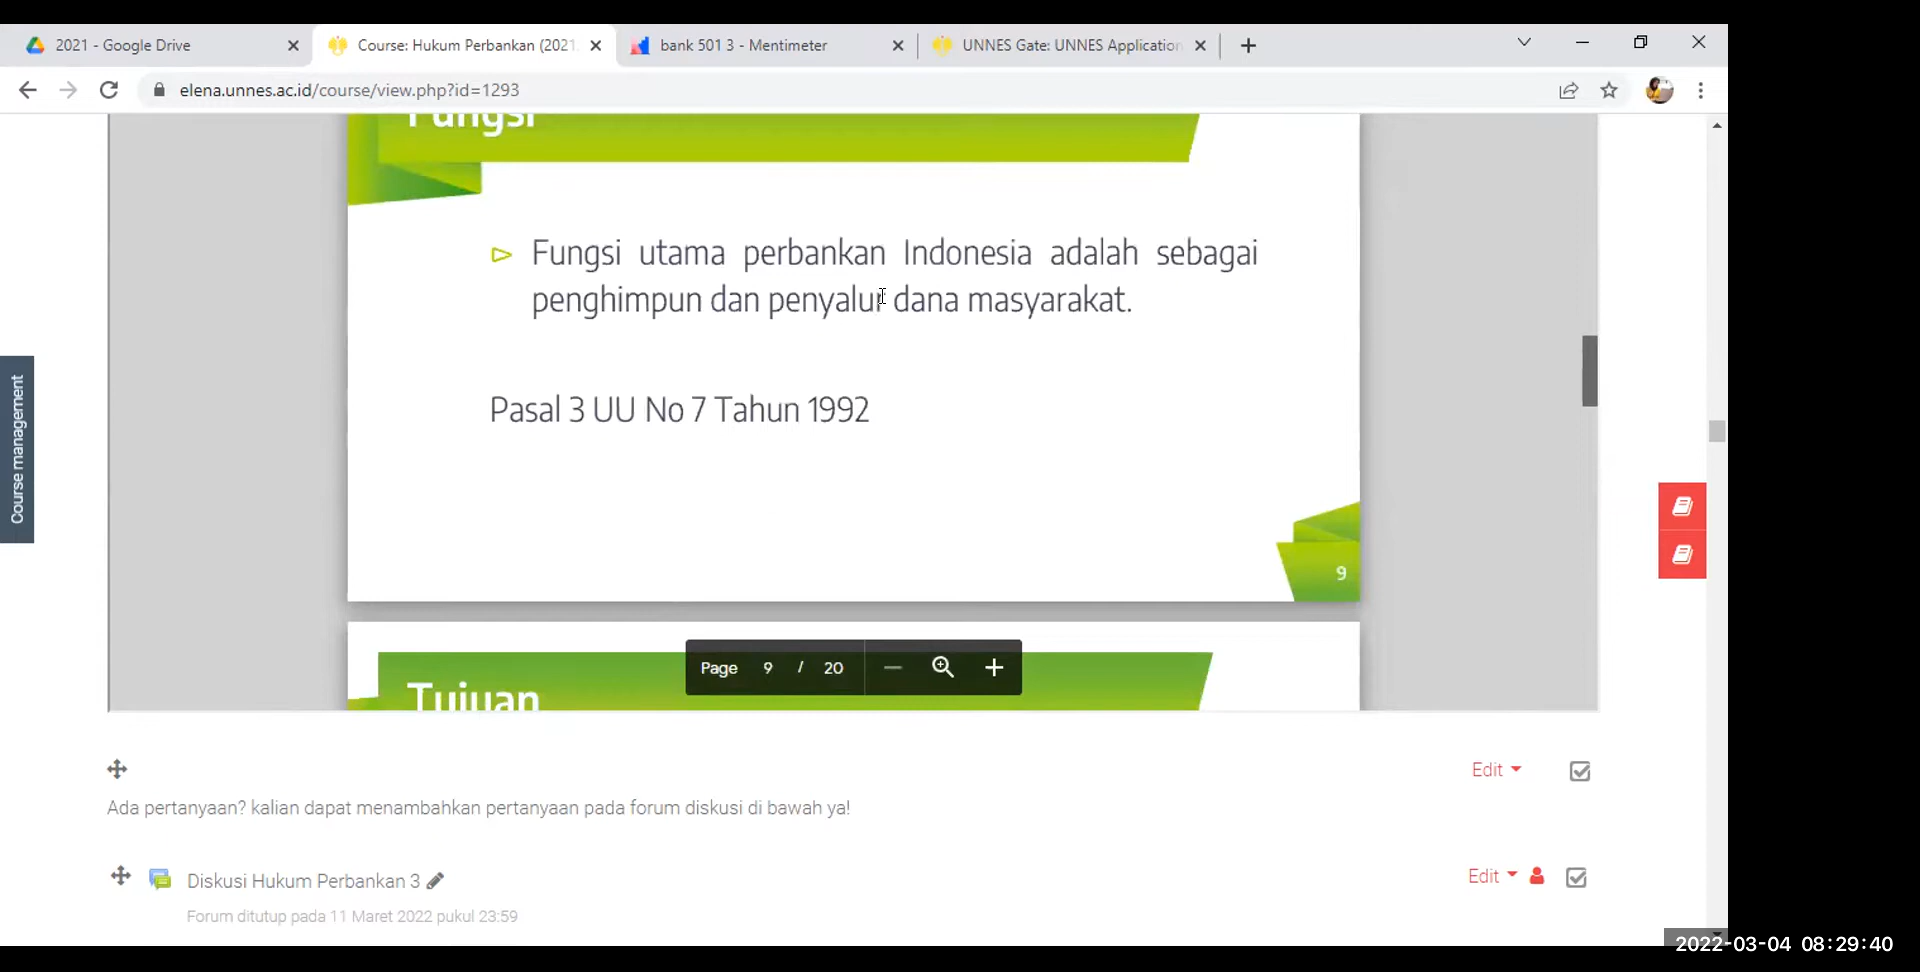 2021 - Google Drive
Course: Hukum Perbankan (2021
bank 501 3 - Mentimeter
UNNES Gate: UNNES Application
elena.unnes.ac.id/course/view.php?id=1293
Fungsi
Fungsi utama perbankan Indonesia adalah sebagai
penghimpun dan penyalur dana masyarakat.
Pasal 3 UU No 7 Tahun 1992
Course management
9
Tujuan
Page 9 / 20
Edit
Ada pertanyaan? kalian dapat menambahkan pertanyaan pada forum diskusi di bawah ya!
Diskusi Hukum Perbankan 3
Edit
Forum ditutup pada 11 Maret 2022 pukul 23:59
2022-03-04 08:29:40